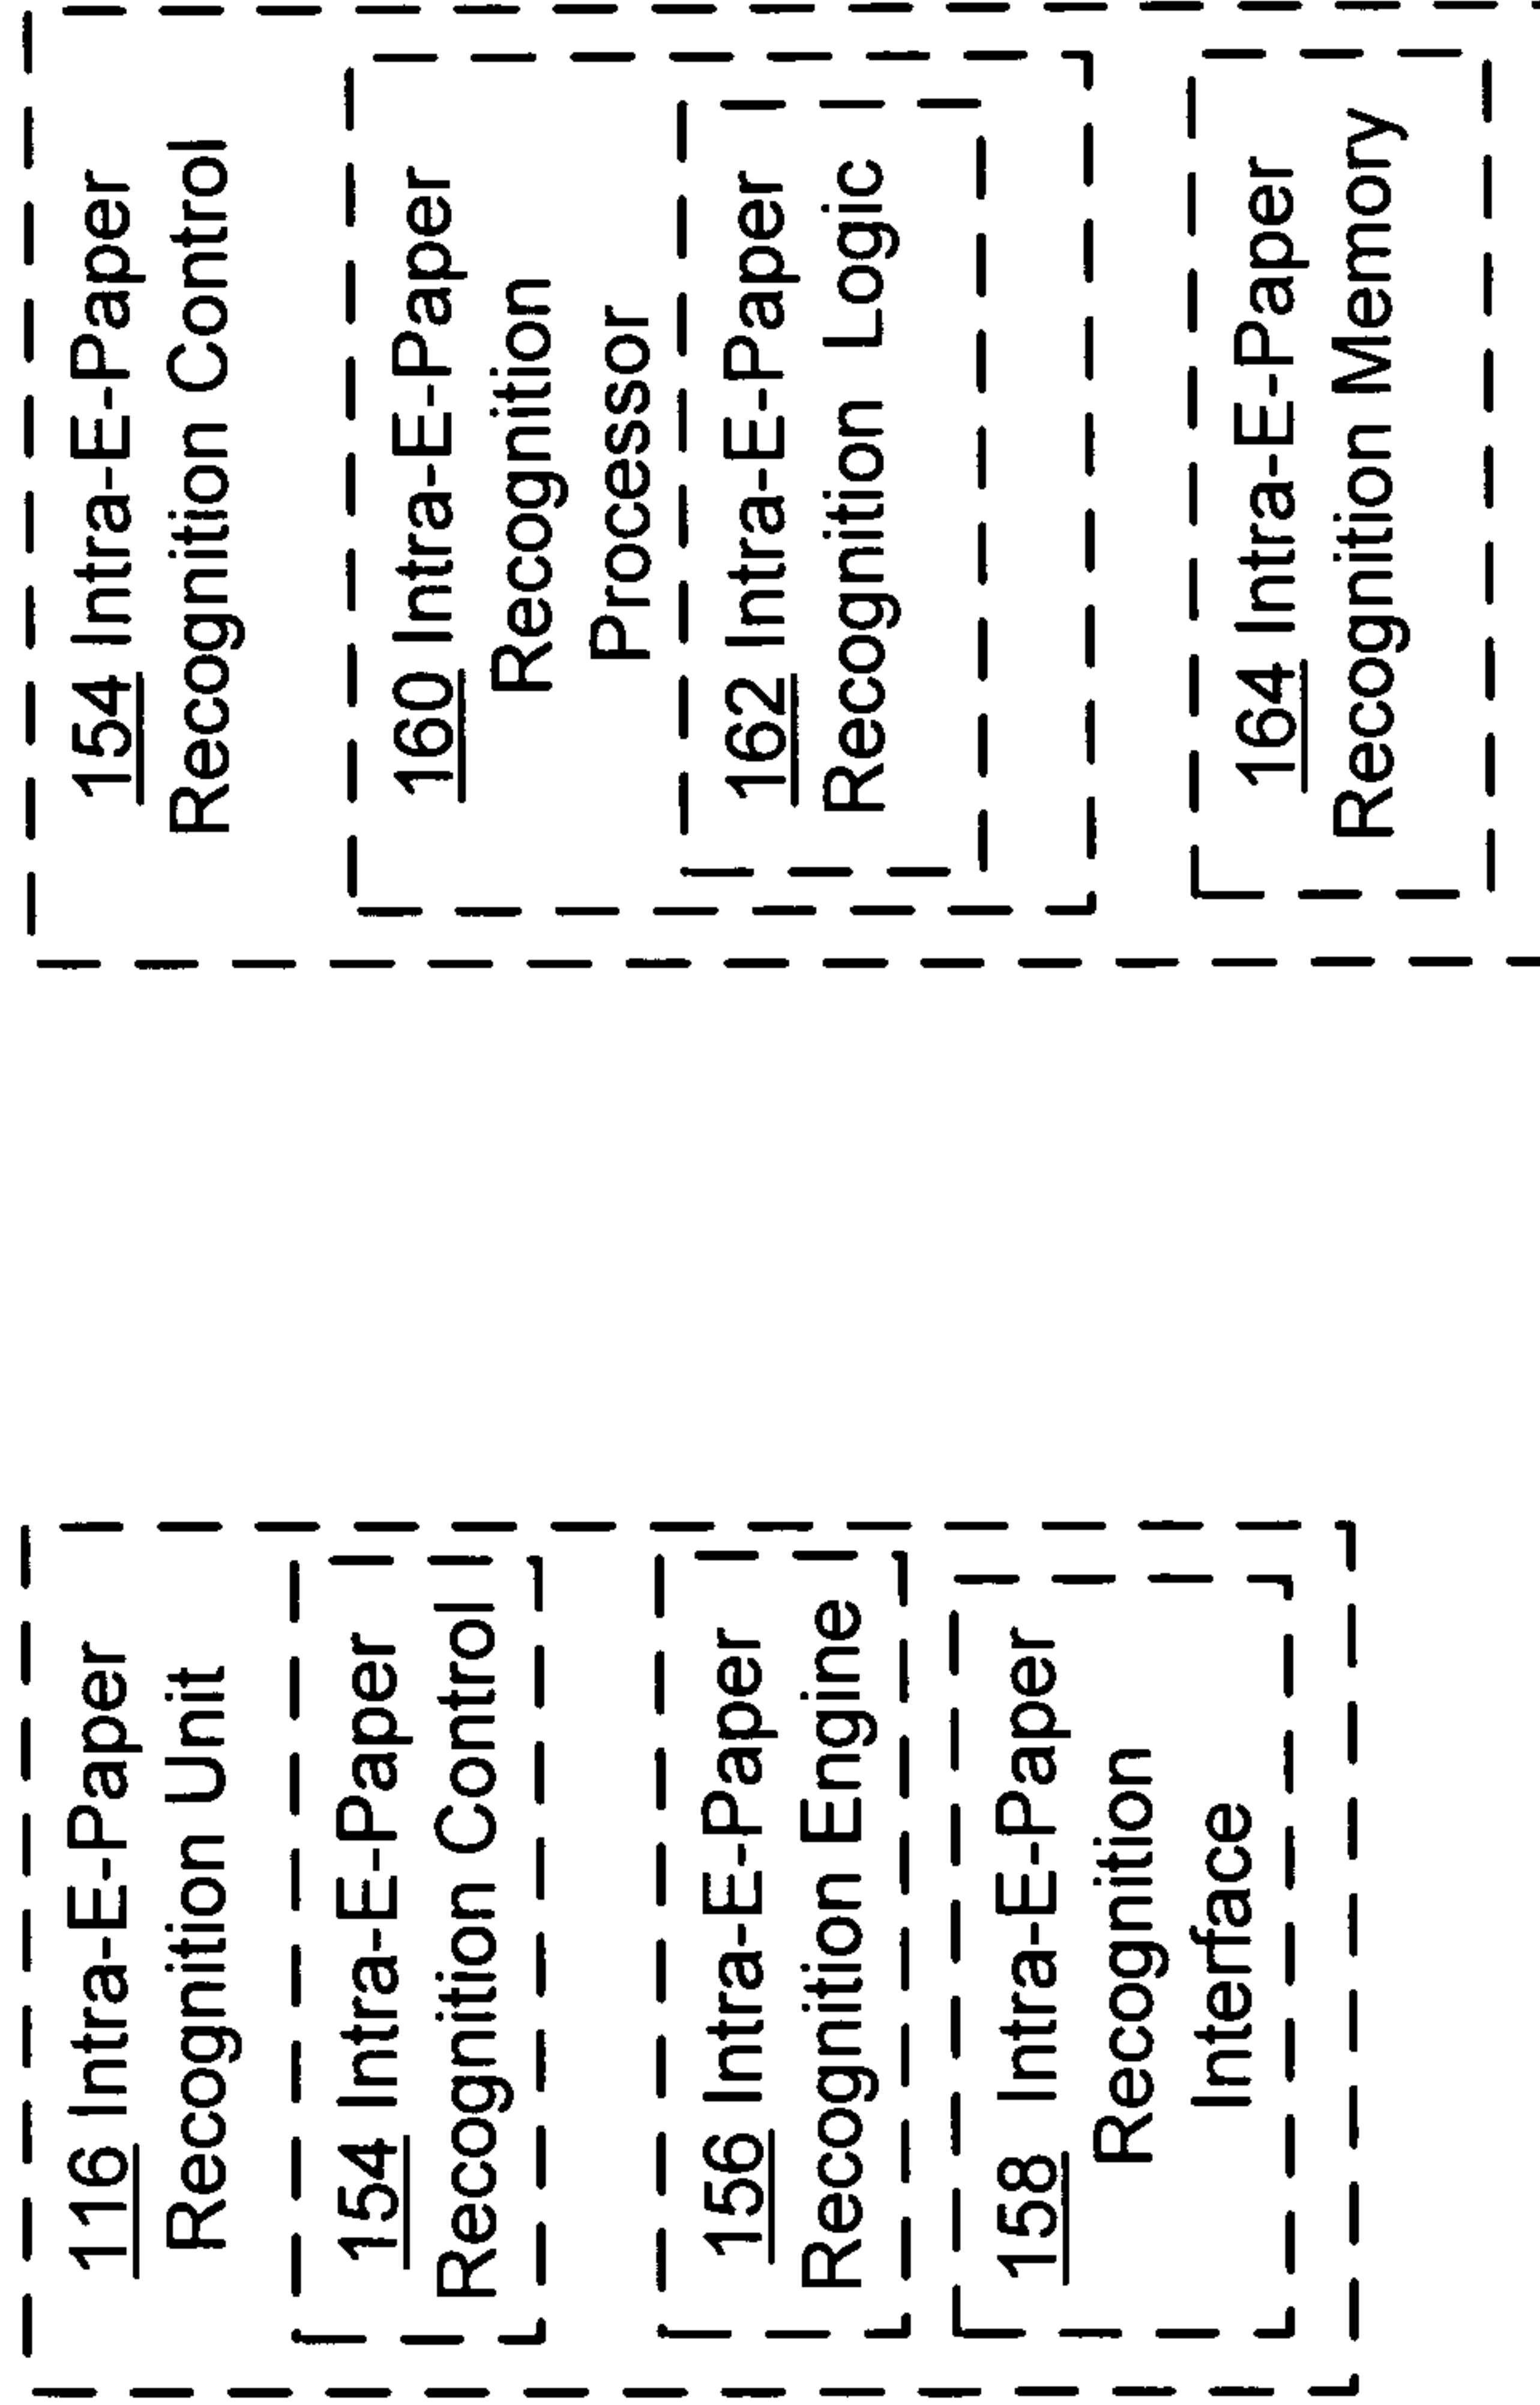 116 Intra-E-Paper
Recognition Unit
154 Intra-E-Paper
Recognition Control
156 Intra-E-Paper
Recognition Engine
158 Intra-E-Paper
Recognition
Interface
154 Intra-E-Paper
Recognition Control
160 Intra-E-Paper
Recognition
Processor
162 Intra-E-Paper
Recognition Logic
164 Intra-E-Paper
Recognition Memory